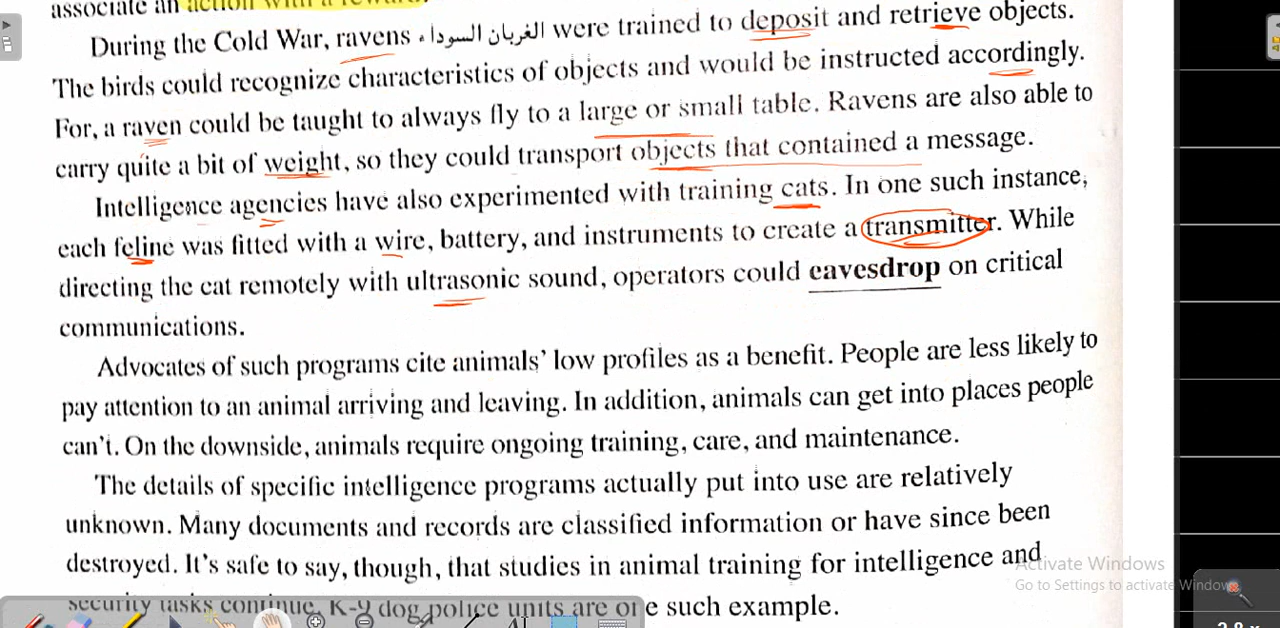 associate an action with a reward.
During the Cold War, ravens الغربان السوداء، were trained to deposit and retrieve objects.
The birds could recognize characteristics of objects and would be instructed accordingly.
For, a raven could be taught to always fly to a large or small table. Ravens are also able to
carry quite a bit of weight, so they could transport objects that contained a message.
Intelligence agencies have also experimented with training cats. In one such instance,
each feline was fitted with a wire, battery, and instruments to create a transmitter. While
directing the cat remotely with ultrasonic sound, operators could eavesdrop on critical
communications.
Advocates of such programs cite animals' low profiles as a benefit. People are less likely to
pay attention to an animal arriving and leaving. In addition, animals can get into places people
can't. On the downside, animals require ongoing training, care, and maintenance.
The details of specific intelligence programs actually put into use are relatively
unknown. Many documents and records are classified information or have since been
destroyed. It's safe to say, though, that studies in animal training for intelligence and
Activate Windows
Go to Settings to activate Windows.
security tasks continue. K-9 dog police units are one such example.